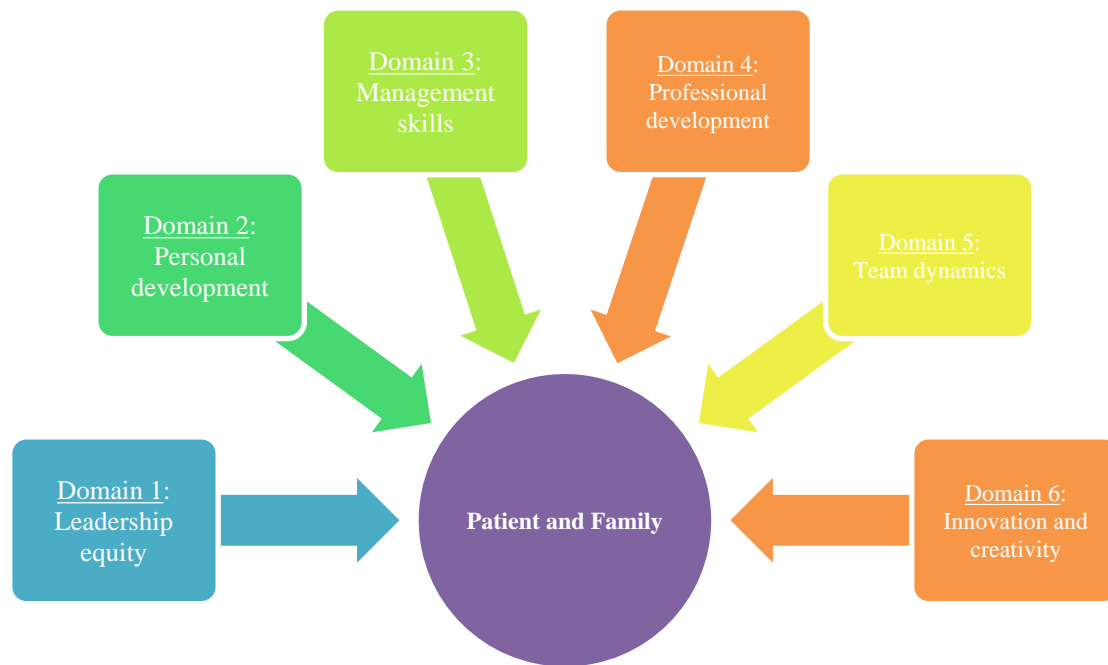 Domain 1:
Leadership
equity
Domain 2:
Personal
development
Domain 3:
Management
skills
Domain 4:
Professional
development
Domain 5:
Team dynamics
Domain 6:
Innovation and
creativity
Patient and Family